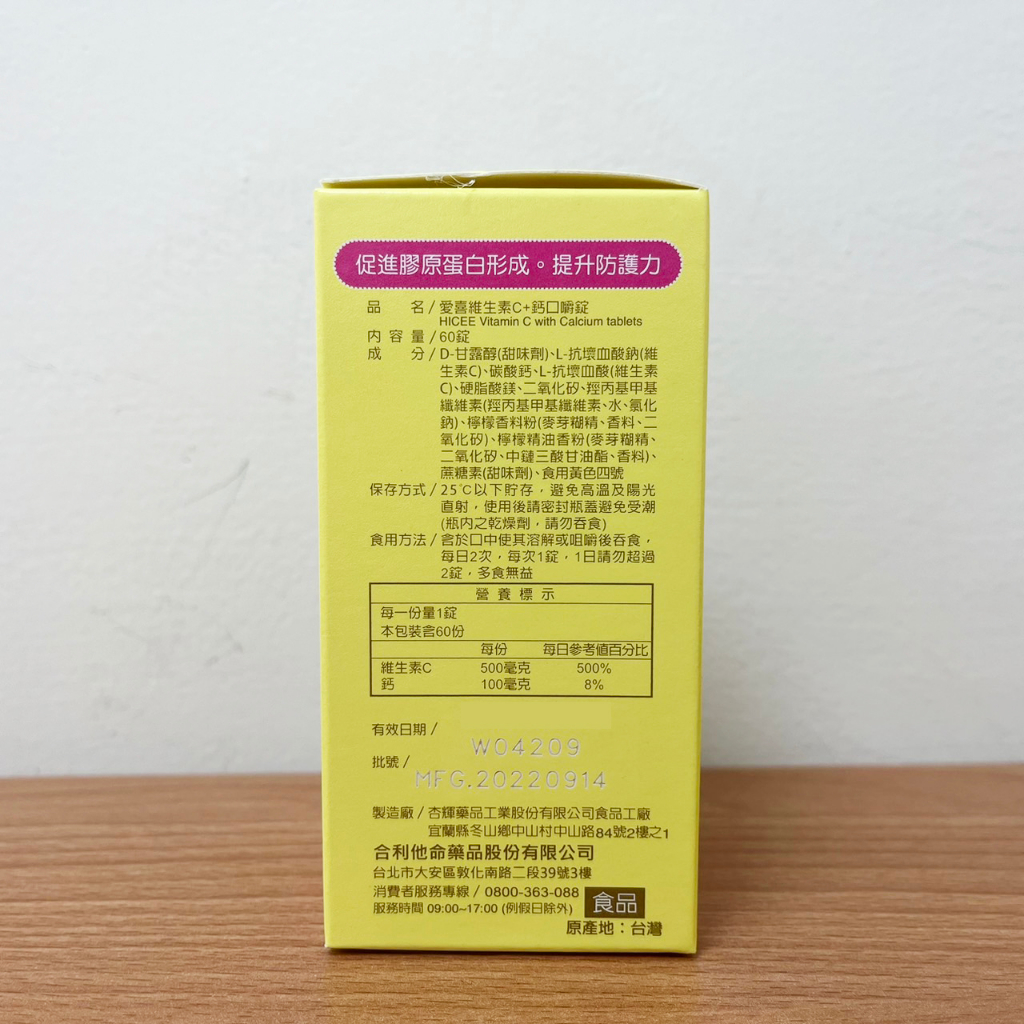 促進膠原蛋白形成。提升防護力
品名/愛喜維生素C+鈣口嚼錠
HICEE Vitamin C with Calcium tablets
內容量/60錠
成分/D-甘露醇(甜味劑)、L-抗壞血酸鈉(維
生素C)、碳酸鈣、L-抗壞血酸(維生素
C)、硬脂酸鎂、二氧化矽、羥丙基甲基
纖維素(羥丙基甲基纖維素、水、氯化
鈉)、檸檬香料粉(麥芽糊精、香料、二
氧化矽)、檸檬精油香粉(麥芽糊精、
二氧化矽、中鏈三酸甘油酯、香料)、
蔗糖素(甜味劑)、食用黃色四號
保存方式/25℃以下貯存，避免高溫及陽光
直射，使用後請密封瓶蓋避免受潮
(瓶內之乾燥劑，請勿吞食)
食用方法/含於口中使其溶解或咀嚼後吞食，
每日2次，每次1錠，1日請勿超過
2錠，多食無益
營養標示
每一份量1錠
本包裝含60份
每份 每日參考值百分比
維生素C 500毫克 500%
鈣 100毫克 8%
有效日期/
W04209
批號/
MFG.20220914
製造廠/杏輝藥品工業股份有限公司食品工廠
宜蘭縣冬山鄉中山村中山路84號2樓之1
合利他命藥品股份有限公司
台北市大安區敦化南路二段39號3樓
消費者服務專線/0800-363-088
服務時間 09:00~17:00 (例假日除外)
食品
原產地：台灣